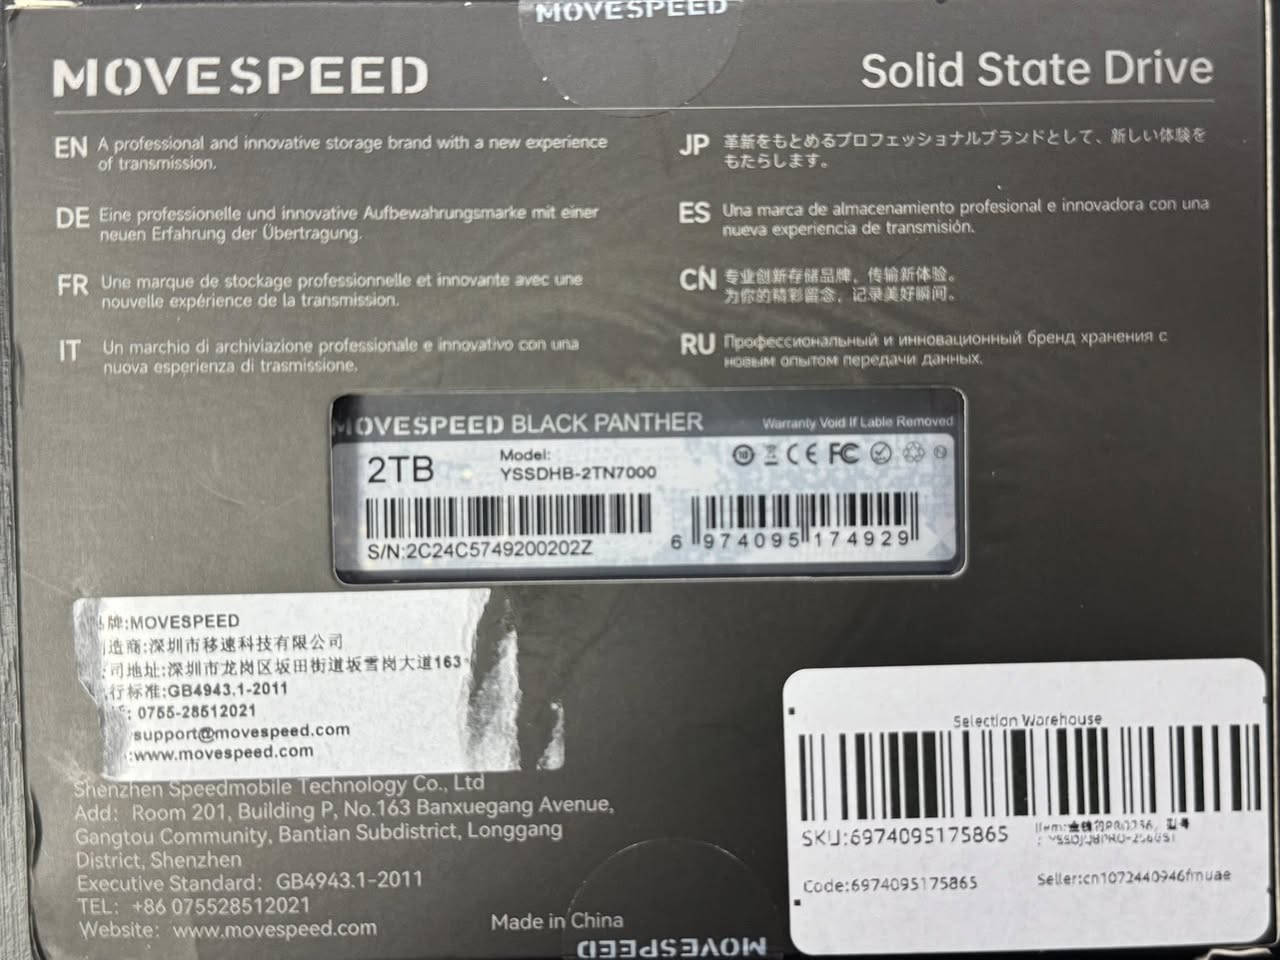 MOVESPEED
MOVESPEED
Solid State Drive
EN A professional and innovative storage brand with a new experience
of transmission.
DE Eine professionelle und innovative Aufbewahrungsmarke mit einer
neuen Erfahrung der Übertragung.
FR Une marque de stockage professionnelle et innovante avec une
nouvelle expérience de la transmission.
IT Un marchio di archiviazione professionale e innovativo con una
nuova esperienza di trasmissione.
JP 革新をもとめるプロフェッショナルブランドとして、新しい体験を
もたらします。
ES Una marca de almacenamiento profesional e innovadora con una
nueva experiencia de transmisión.
CN 专业创新存储品牌，传输新体验。
为你的精彩留念，记录美好瞬间。
RU Профессиональный и инновационный бренд хранения с
новым опытом передачи данных.
MOVESPEED BLACK PANTHER
Warranty Void If Lable Removed
2TB
Model:
YSSDHB-2TN7000
S/N:2C24C5749200202Z
6 974095 174929
牌:MOVESPEED
造商:深圳市移速科技有限公司
司地址:深圳市龙岗区坂田街道坂雪岗大道163
行标准:GB4943.1-2011
: 0755-28512021
support@movespeed.com
:www.movespeed.com
Shenzhen Speedmobile Technology Co., Ltd
Add: Room 201, Building P, No.163 Banxuegang Avenue,
Gangtou Community, Bantian Subdistrict, Longgang
District, Shenzhen
Executive Standard: GB4943.1-2011
TEL: +86 075528512021
Website: www.movespeed.com
Made in China
MOVESPEED
Selection Warehouse
SKU:6974095175865
Code:6974095175865
Seller:cn1072440946fmuae